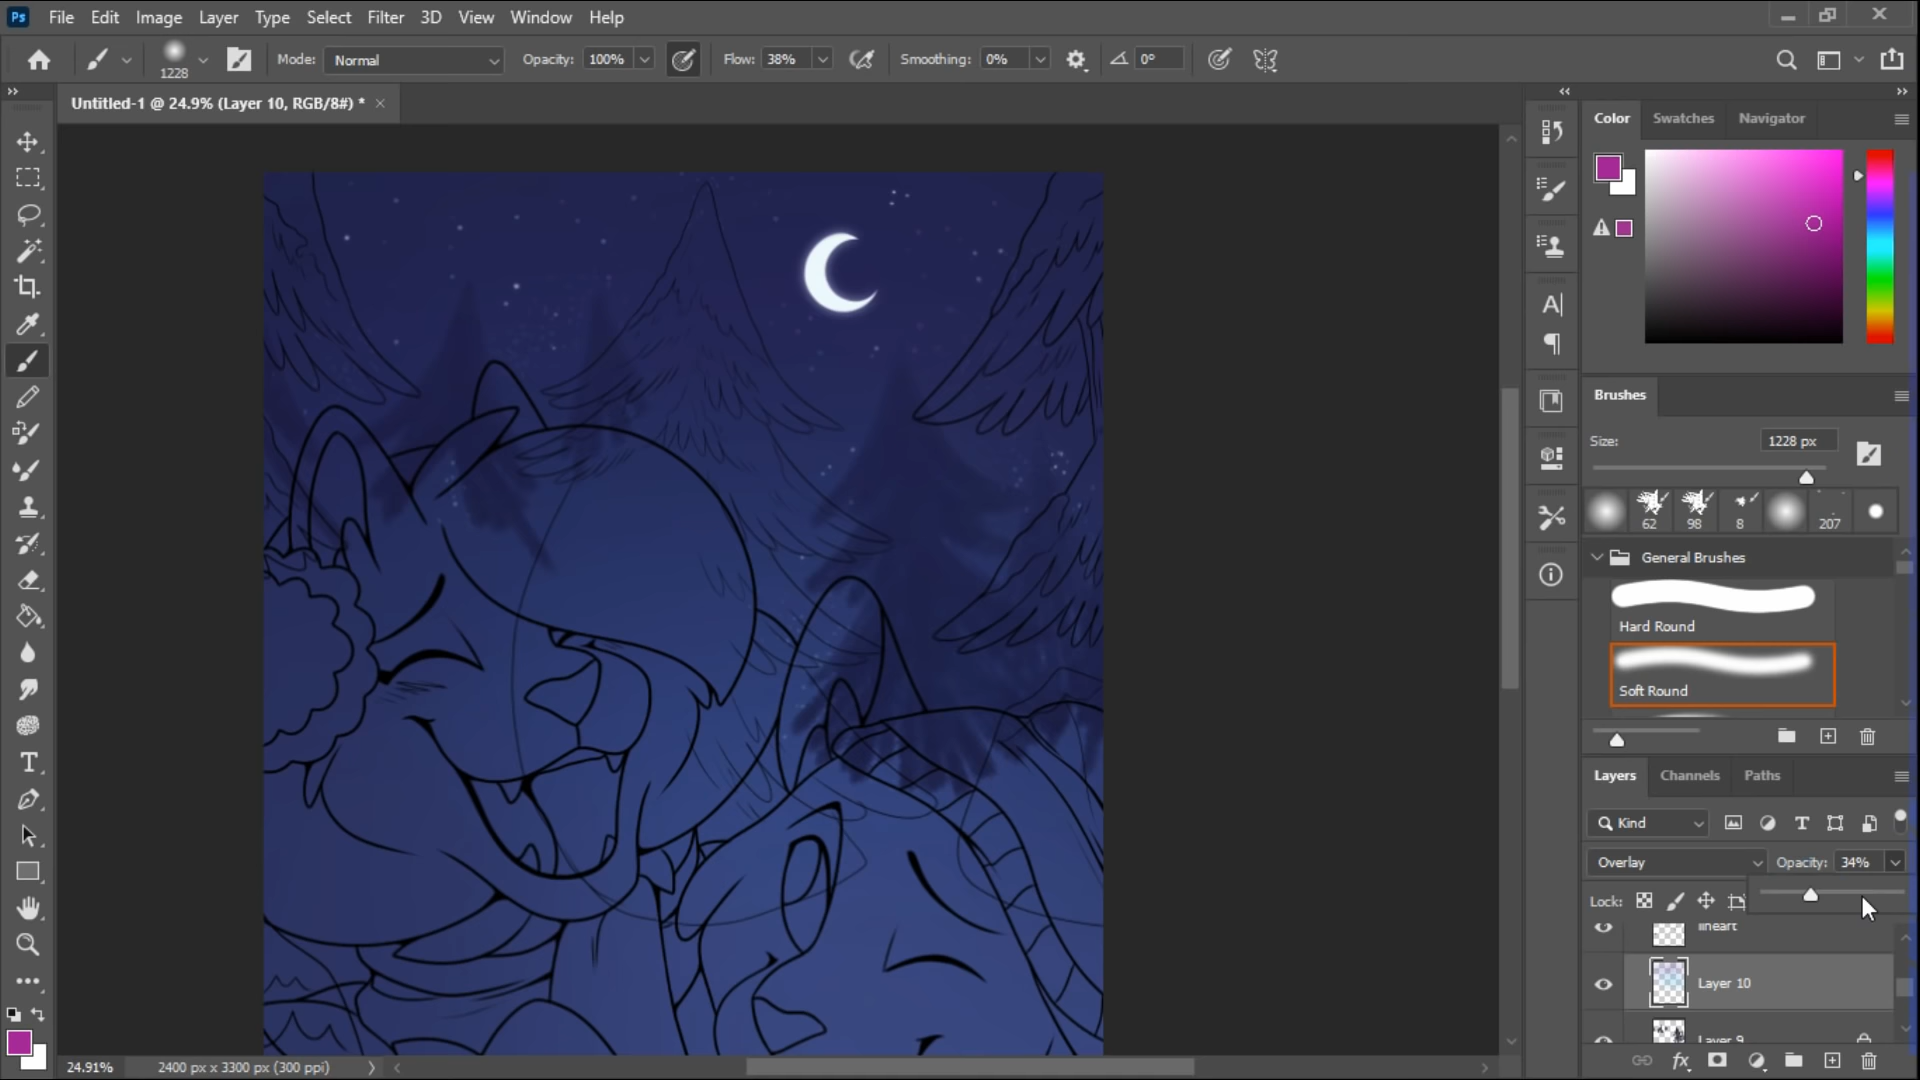 Ps File Edit Image Layer Type Select Filter 3D View Window Help
1228 Mode: Normal Opacity: 100% Flow: 38% Smoothing: 0% 0°
Untitled-1 @ 24.9% (Layer 10, RGB/8#) *
Color Swatches Navigator
Brushes
Size: 1228 px
62 98 8 207
General Brushes
Hard Round
Soft Round
Layers Channels Paths
Kind
Overlay Opacity: 34%
Lock:
lineart
Layer 10
Layer 9
24.91% 2400 px x 3300 px (300 ppi)